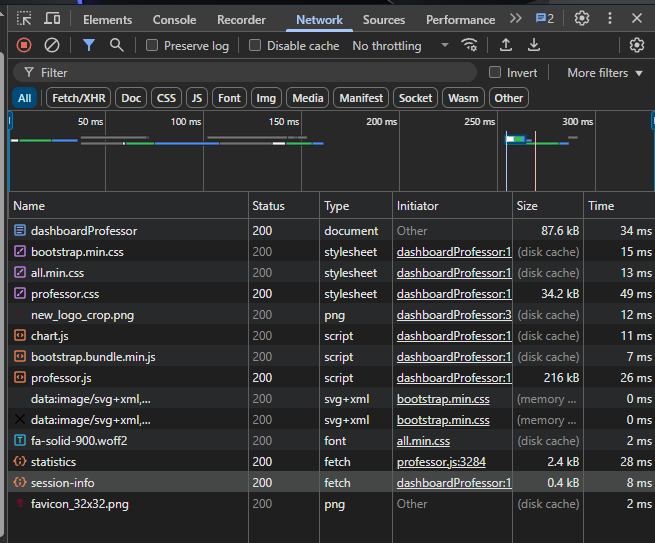 Elements Console Recorder Network Sources Performance 2
Preserve log Disable cache No throttling
Filter Invert More filters
All Fetch/XHR Doc CSS JS Font Img Media Manifest Socket Wasm Other
50 ms 100 ms 150 ms 200 ms 250 ms 300 ms
Name Status Type Initiator Size Time
dashboardProfessor 200 document Other 87.6 kB 34 ms
bootstrap.min.css 200 stylesheet dashboardProfessor:1 (disk cache) 15 ms
all.min.css 200 stylesheet dashboardProfessor:1 (disk cache) 13 ms
professor.css 200 stylesheet dashboardProfessor:1 34.2 kB 49 ms
new_logo_crop.png 200 png dashboardProfessor:3 (disk cache) 12 ms
chart.js 200 script dashboardProfessor:1 (disk cache) 11 ms
bootstrap.bundle.min.js 200 script dashboardProfessor:1 (disk cache) 7 ms
professor.js 200 script dashboardProfessor:1 216 kB 26 ms
data:image/svg+xml,... 200 svg+xml bootstrap.min.css (memory ... 0 ms
data:image/svg+xml,... 200 svg+xml bootstrap.min.css (memory ... 0 ms
fa-solid-900.woff2 200 font all.min.css (disk cache) 2 ms
statistics 200 fetch professor.js:3284 2.4 kB 28 ms
session-info 200 fetch dashboardProfessor:1 0.4 kB 8 ms
favicon_32x32.png 200 png Other (disk cache) 2 ms